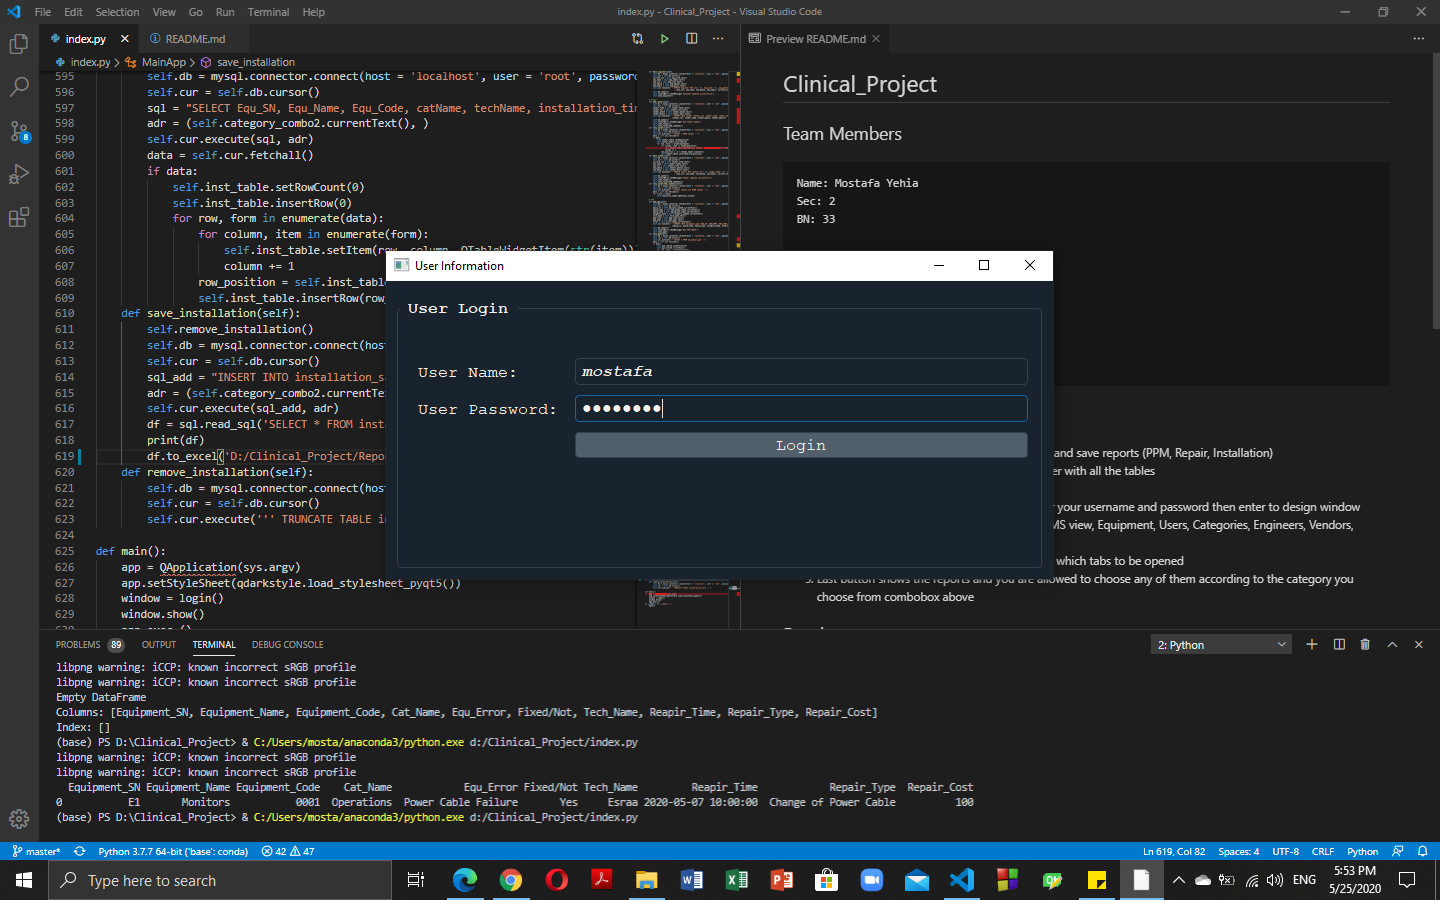 File Edit Selection View Go Run Terminal Help
index.py - Clinical_Project - Visual Studio Code
index.py
README.md
Preview README.md
index.py > MainApp > save_installation
595 self.db = mysql.connector.connect(host = 'localhost', user = 'root', password
596 self.cur = self.db.cursor()
597 sql = "SELECT Equ_SN, Equ_Name, Equ_Code, catName, techName, installation_tim
598 adr = (self.category_combo2.currentText(), )
599 self.cur.execute(sql, adr)
600 data = self.cur.fetchall()
601 if data:
602 self.inst_table.setRowCount(0)
603 self.inst_table.insertRow(0)
604 for row, form in enumerate(data):
605 for column, item in enumerate(form):
606 self.inst_table.setItem(row, column, QTableWidgetItem(str(item)))
607 column += 1
608 row_position = self.inst_tab
609 self.inst_table.insertRow(row_
610 def save_installation(self):
611 self.remove_installation()
612 self.db = mysql.connector.connect(host
613 self.cur = self.db.cursor()
614 sql_add = "INSERT INTO installation_sa
615 adr = (self.category_combo2.currentTex
616 self.cur.execute(sql_add, adr)
617 df = sql.read_sql('SELECT * FROM inst
618 print(df)
619 df.to_excel('D:/Clinical_Project/Repo
620 def remove_installation(self):
621 self.db = mysql.connector.connect(host
622 self.cur = self.db.cursor()
623 self.cur.execute(''' TRUNCATE TABLE in
624
625 def main():
626 app = QApplication(sys.argv)
627 app.setStyleSheet(qdarkstyle.load_stylesheet_pyqt5())
628 window = login()
629 window.show()
Clinical_Project
Team Members
Name: Mostafa Yehia
Sec: 2
BN: 33
and save reports (PPM, Repair, Installation)
er with all the tables
your username and password then enter to design window
MS view, Equipment, Users, Categories, Engineers, Vendors,
which tabs to be opened
5. Last button shows the reports and you are allowed to choose any of them according to the category you
choose from combobox above
User Information
User Login
User Name: mostafa
User Password: ●●●●●●●●
Login
PROBLEMS 89 OUTPUT TERMINAL DEBUG CONSOLE
2: Python
libpng warning: iCCP: known incorrect sRGB profile
libpng warning: iCCP: known incorrect sRGB profile
Empty DataFrame
Columns: [Equipment_SN, Equipment_Name, Equipment_Code, Cat_Name, Equ_Error, Fixed/Not, Tech_Name, Reapir_Time, Repair_Type, Repair_Cost]
Index: []
(base) PS D:\Clinical_Project> & C:/Users/mosta/anaconda3/python.exe d:/Clinical_Project/index.py
libpng warning: iCCP: known incorrect sRGB profile
libpng warning: iCCP: known incorrect sRGB profile
Equipment_SN Equipment_Name Equipment_Code Cat_Name Equ_Error Fixed/Not Tech_Name Reapir_Time Repair_Type Repair_Cost
0 E1 Monitors 0001 Operations Power Cable Failure Yes Esraa 2020-05-07 10:00:00 Change of Power Cable 100
(base) PS D:\Clinical_Project> & C:/Users/mosta/anaconda3/python.exe d:/Clinical_Project/index.py
8
master* Python 3.7.7 64-bit ('base': conda) 42 47
Ln 619, Col 82 Spaces: 4 UTF-8 CRLF Python
Type here to search
ENG
5:53 PM
5/25/2020